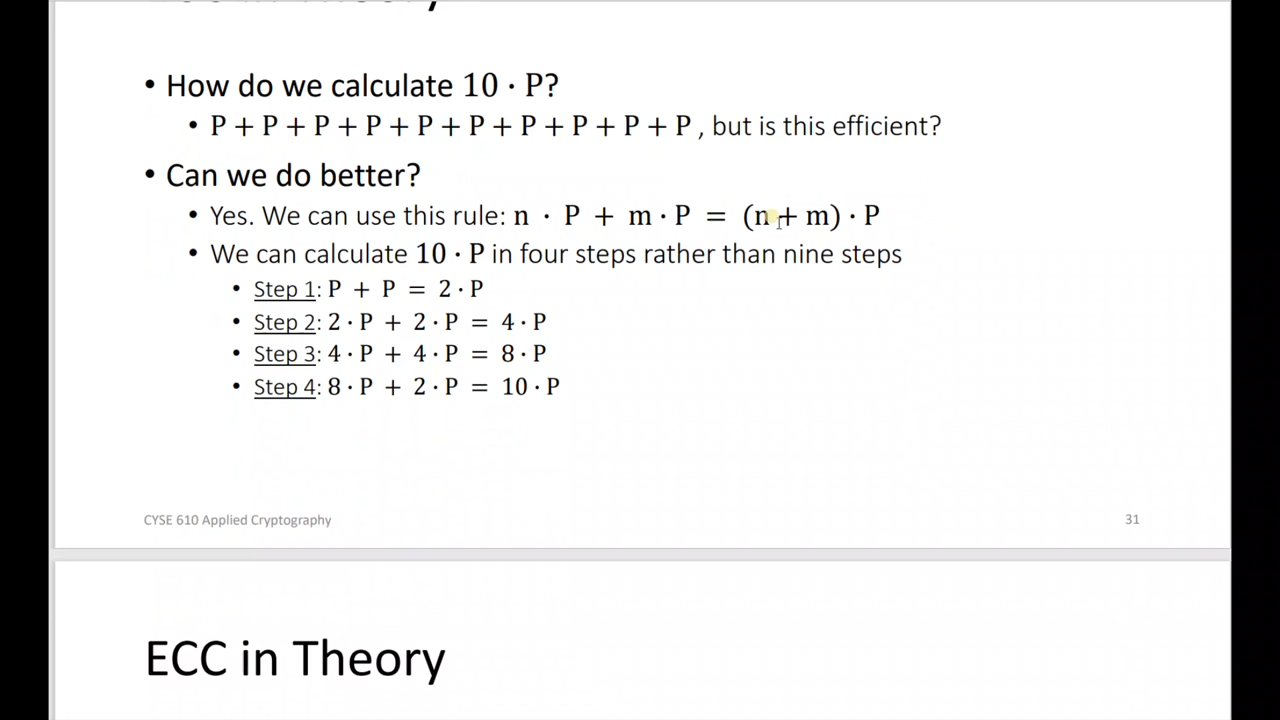 • How do we calculate 10 · P?
• P + P + P + P + P + P + P + P + P + P , but is this efficient?
• Can we do better?
• Yes. We can use this rule: n · P + m · P = (n + m) · P
• We can calculate 10 · P in four steps rather than nine steps
• Step 1: P + P = 2 · P
• Step 2: 2 · P + 2 · P = 4 · P
• Step 3: 4 · P + 4 · P = 8 · P
• Step 4: 8 · P + 2 · P = 10 · P
CYSE 610 Applied Cryptography
31
ECC in Theory